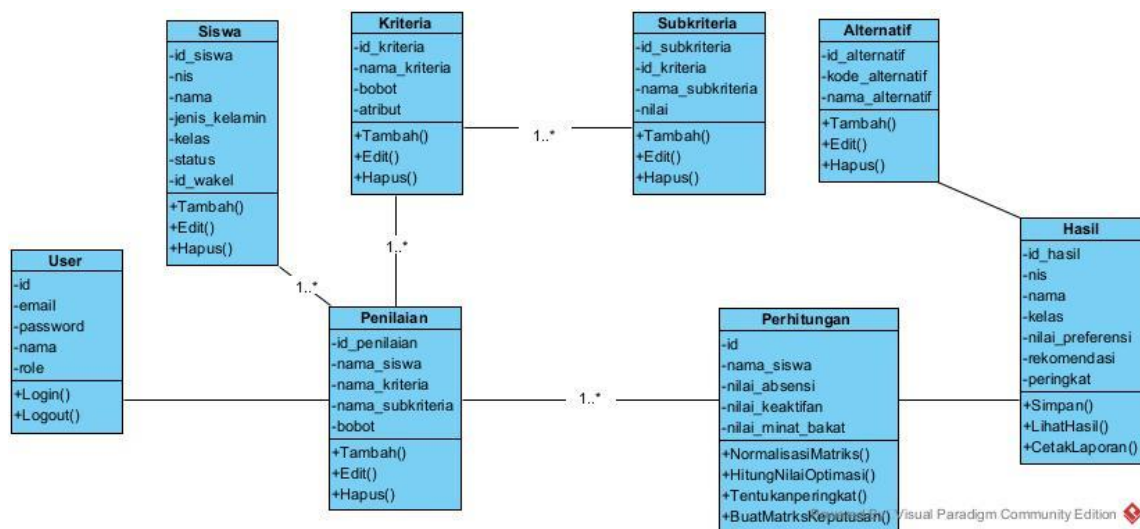 Siswa
-id_siswa
-nis
-nama
-jenis_kelamin
-kelas
-status
-id_wakel
+Tambah()
+Edit()
+Hapus()
Kriteria
-id_kriteria
-nama_kriteria
-bobot
-atribut
+Tambah()
+Edit()
+Hapus()
1..*
Subkriteria
-id_subkriteria
-id_kriteria
-nama_subkriteria
-nilai
+Tambah()
+Edit()
+Hapus()
Alternatif
-id_alternatif
-kode_alternatif
-nama_alternatif
+Tambah()
+Edit()
+Hapus()
1..*
1..*
User
-id
-email
-password
-nama
-role
+Login()
+Logout()
Penilaian
-id_penilaian
-nama_siswa
-nama_kriteria
-nama_subkriteria
-bobot
+Tambah()
+Edit()
+Hapus()
1..*
Perhitungan
-id
-nama_siswa
-nilai_absensi
-nilai_keaktifan
-nilai_minat_bakat
+NormalisasiMatriks()
+HitungNilaiOptimasi()
+Tentukanperingkat()
+BuatMatrksKeputusan()
Hasil
-id_hasil
-nis
-nama
-kelas
-nilai_preferensi
-rekomendasi
-peringkat
+Simpan()
+LihatHasil()
+CetakLaporan()
Visual Paradigm Community Edition